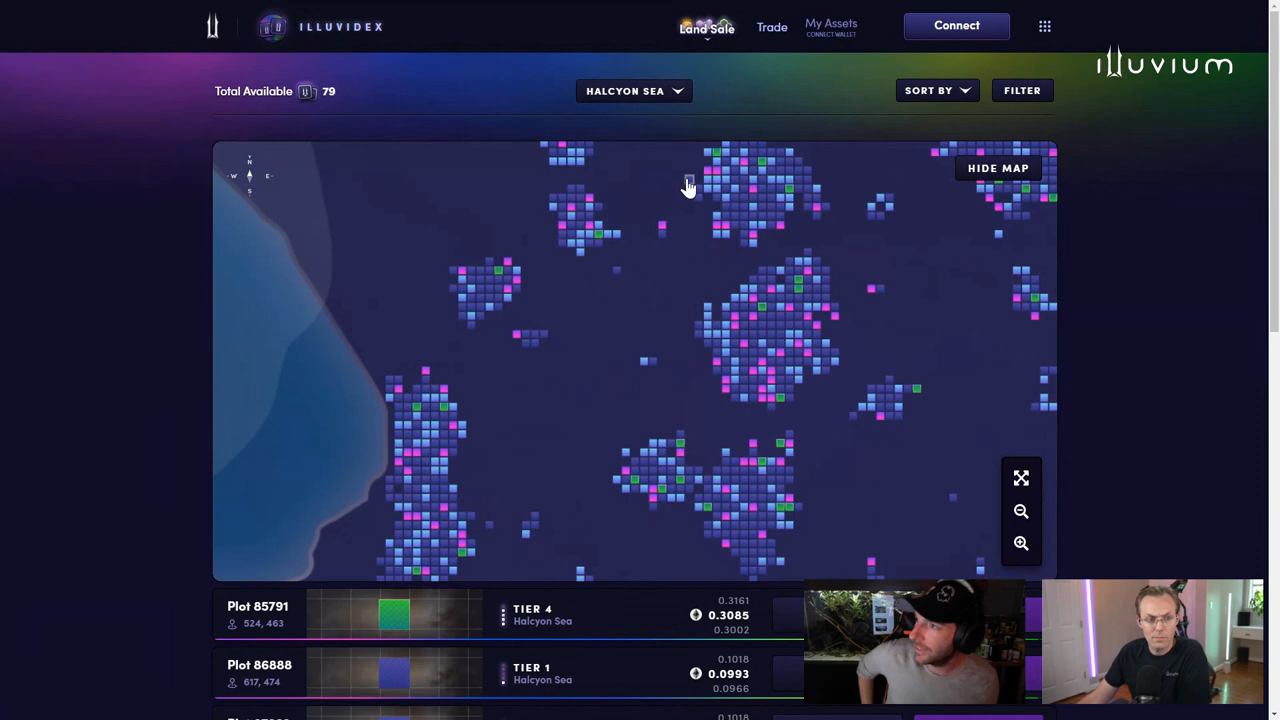 ILLUVIDEX
Land Sale
Trade
My Assets
CONNECT WALLET
Connect
ILLUVIUM
Total Available 79
HALCYON SEA
SORT BY
FILTER
N
W E
S
HIDE MAP
Plot 85791
524, 463
TIER 4
Halcyon Sea
0.3161
0.3085
0.3002
Plot 86888
617, 474
TIER 1
Halcyon Sea
0.1018
0.0993
0.0966
0.1018